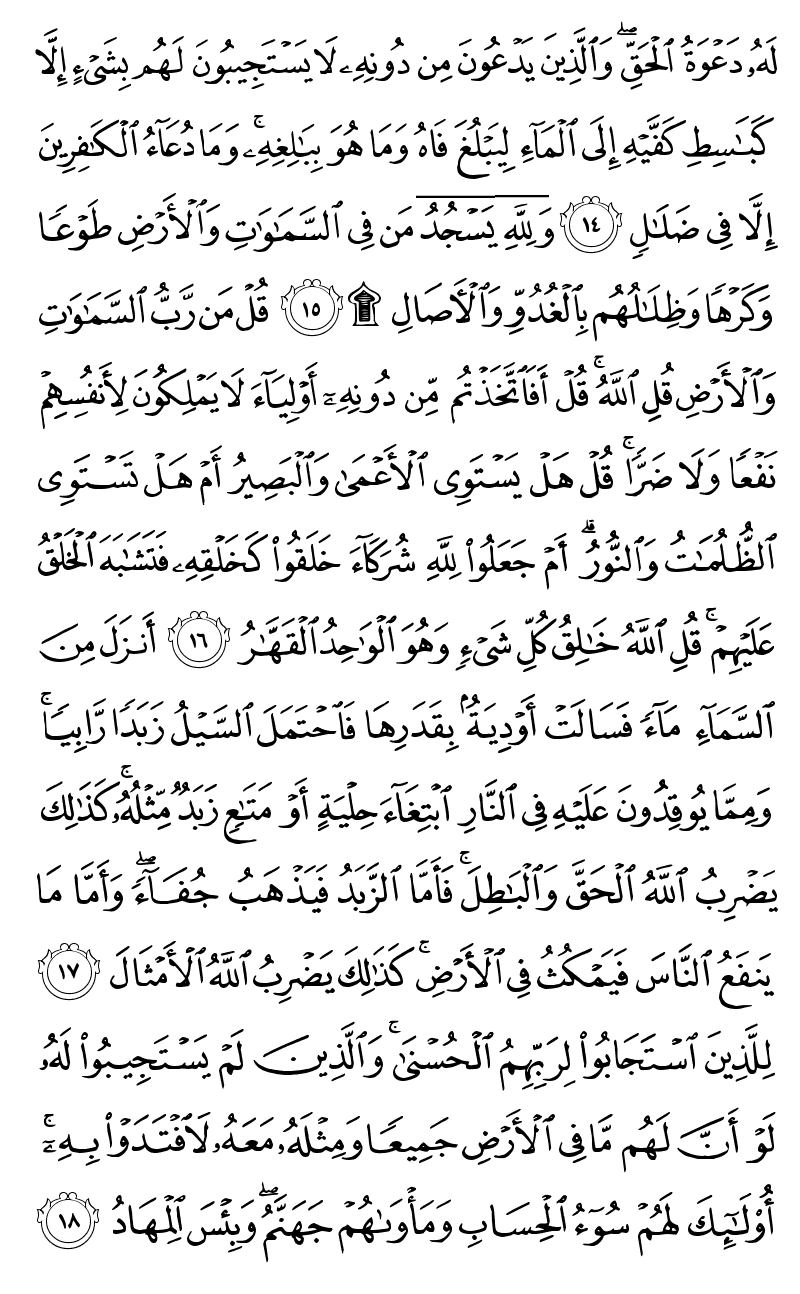 لَهُۥ دَعْوَةُ ٱلْحَقِّ ۖ وَٱلَّذِينَ يَدْعُونَ مِن دُونِهِۦ لَا يَسْتَجِيبُونَ لَهُم بِشَىْءٍ إِلَّا
كَبَـٰسِطِ كَفَّيْهِ إِلَى ٱلْمَآءِ لِيَبْلُغَ فَاهُ وَمَا هُوَ بِبَـٰلِغِهِۦ ۚ وَمَا دُعَآءُ ٱلْكَـٰفِرِينَ
إِلَّا فِى ضَلَـٰلٍ ١٤ وَلِلَّهِ يَسْجُدُ مَن فِى ٱلسَّمَـٰوَٰتِ وَٱلْأَرْضِ طَوْعًا
وَكَرْهًا وَظِلَـٰلُهُم بِٱلْغُدُوِّ وَٱلْـَٔاصَالِ ۩ ١٥ قُلْ مَن رَّبُّ ٱلسَّمَـٰوَٰتِ
وَٱلْأَرْضِ قُلِ ٱللَّهُ ۚ قُلْ أَفَٱتَّخَذْتُم مِّن دُونِهِۦٓ أَوْلِيَآءَ لَا يَمْلِكُونَ لِأَنفُسِهِمْ
نَفْعًا وَلَا ضَرًّا ۚ قُلْ هَلْ يَسْتَوِى ٱلْأَعْمَىٰ وَٱلْبَصِيرُ أَمْ هَلْ تَسْتَوِى
ٱلظُّلُمَـٰتُ وَٱلنُّورُ ۗ أَمْ جَعَلُوا۟ لِلَّهِ شُرَكَآءَ خَلَقُوا۟ كَخَلْقِهِۦ فَتَشَـٰبَهَ ٱلْخَلْقُ
عَلَيْهِمْ ۚ قُلِ ٱللَّهُ خَـٰلِقُ كُلِّ شَىْءٍ وَهُوَ ٱلْوَٰحِدُ ٱلْقَهَّـٰرُ ١٦ أَنزَلَ مِنَ
ٱلسَّمَآءِ مَآءً فَسَالَتْ أَوْدِيَةٌۢ بِقَدَرِهَا فَٱحْتَمَلَ ٱلسَّيْلُ زَبَدًا رَّابِيًا ۚ
وَمِمَّا يُوقِدُونَ عَلَيْهِ فِى ٱلنَّارِ ٱبْتِغَآءَ حِلْيَةٍ أَوْ مَتَـٰعٍ زَبَدٌ مِّثْلُهُۥ ۚ كَذَٰلِكَ
يَضْرِبُ ٱللَّهُ ٱلْحَقَّ وَٱلْبَـٰطِلَ ۚ فَأَمَّا ٱلزَّبَدُ فَيَذْهَبُ جُفَآءً ۖ وَأَمَّا مَا
يَنفَعُ ٱلنَّاسَ فَيَمْكُثُ فِى ٱلْأَرْضِ ۚ كَذَٰلِكَ يَضْرِبُ ٱللَّهُ ٱلْأَمْثَالَ ١٧
لِلَّذِينَ ٱسْتَجَابُوا۟ لِرَبِّهِمُ ٱلْحُسْنَىٰ ۚ وَٱلَّذِينَ لَمْ يَسْتَجِيبُوا۟ لَهُۥ
لَوْ أَنَّ لَهُم مَّا فِى ٱلْأَرْضِ جَمِيعًا وَمِثْلَهُۥ مَعَهُۥ لَٱفْتَدَوْا۟ بِهِۦٓ ۚ
أُو۟لَـٰٓئِكَ لَهُمْ سُوٓءُ ٱلْحِسَابِ وَمَأْوَىٰهُمْ جَهَنَّمُ ۖ وَبِئْسَ ٱلْمِهَادُ ١٨